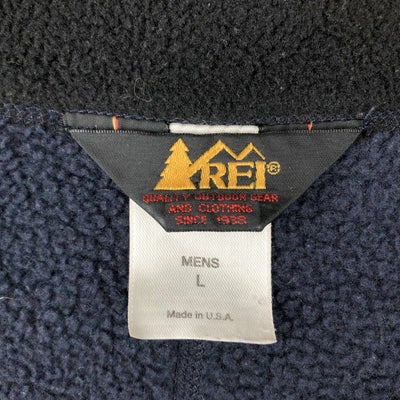 REI®
QUALITY OUTDOOR GEAR
AND CLOTHING
SINCE 1938
MENS
L
Made in U.S.A.